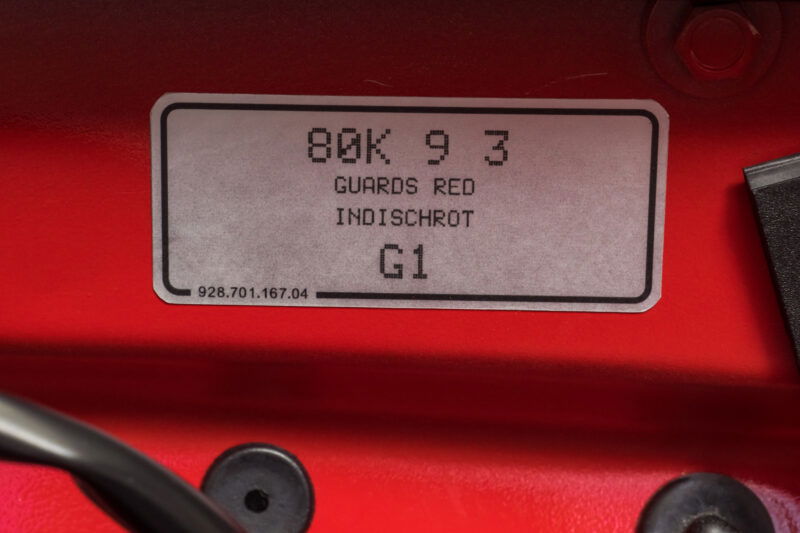 80K 9 3
GUARDS RED
INDISCHROT
G1
928.701.167.04